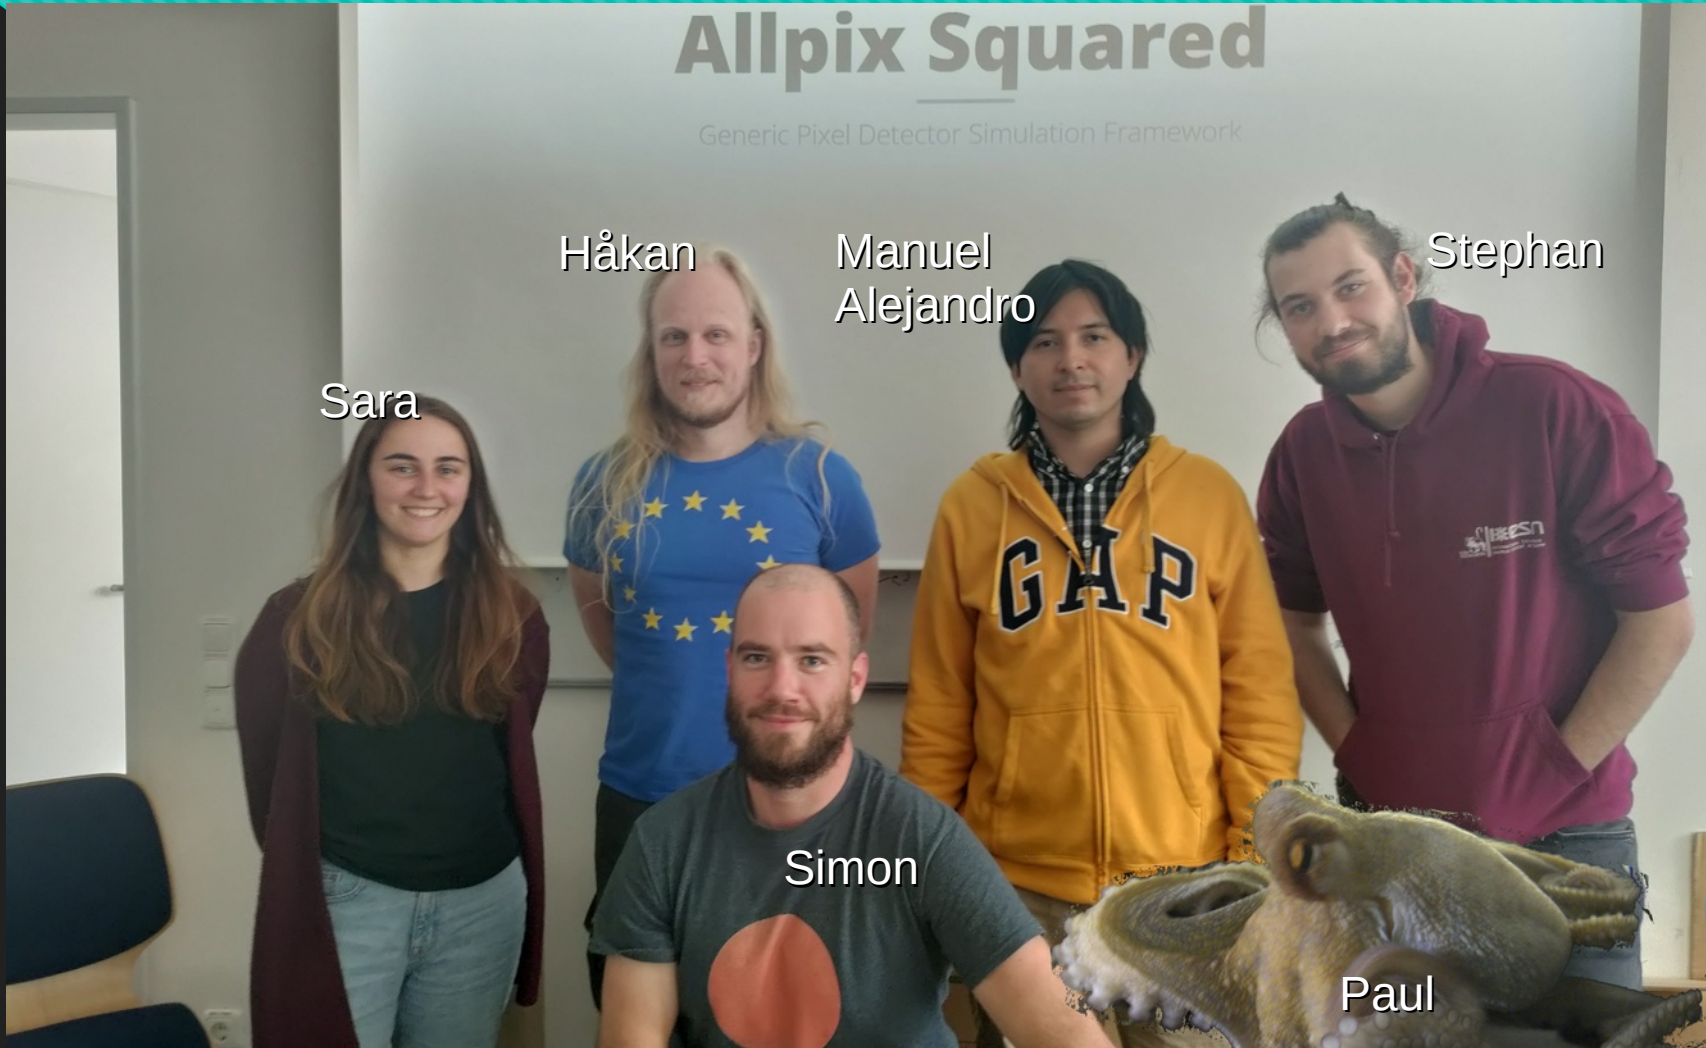 Allpix Squared
Generic Pixel Detector Simulation Framework
Håkan
Manuel
Alejandro
Stephan
Sara
GAP
Simon
Paul